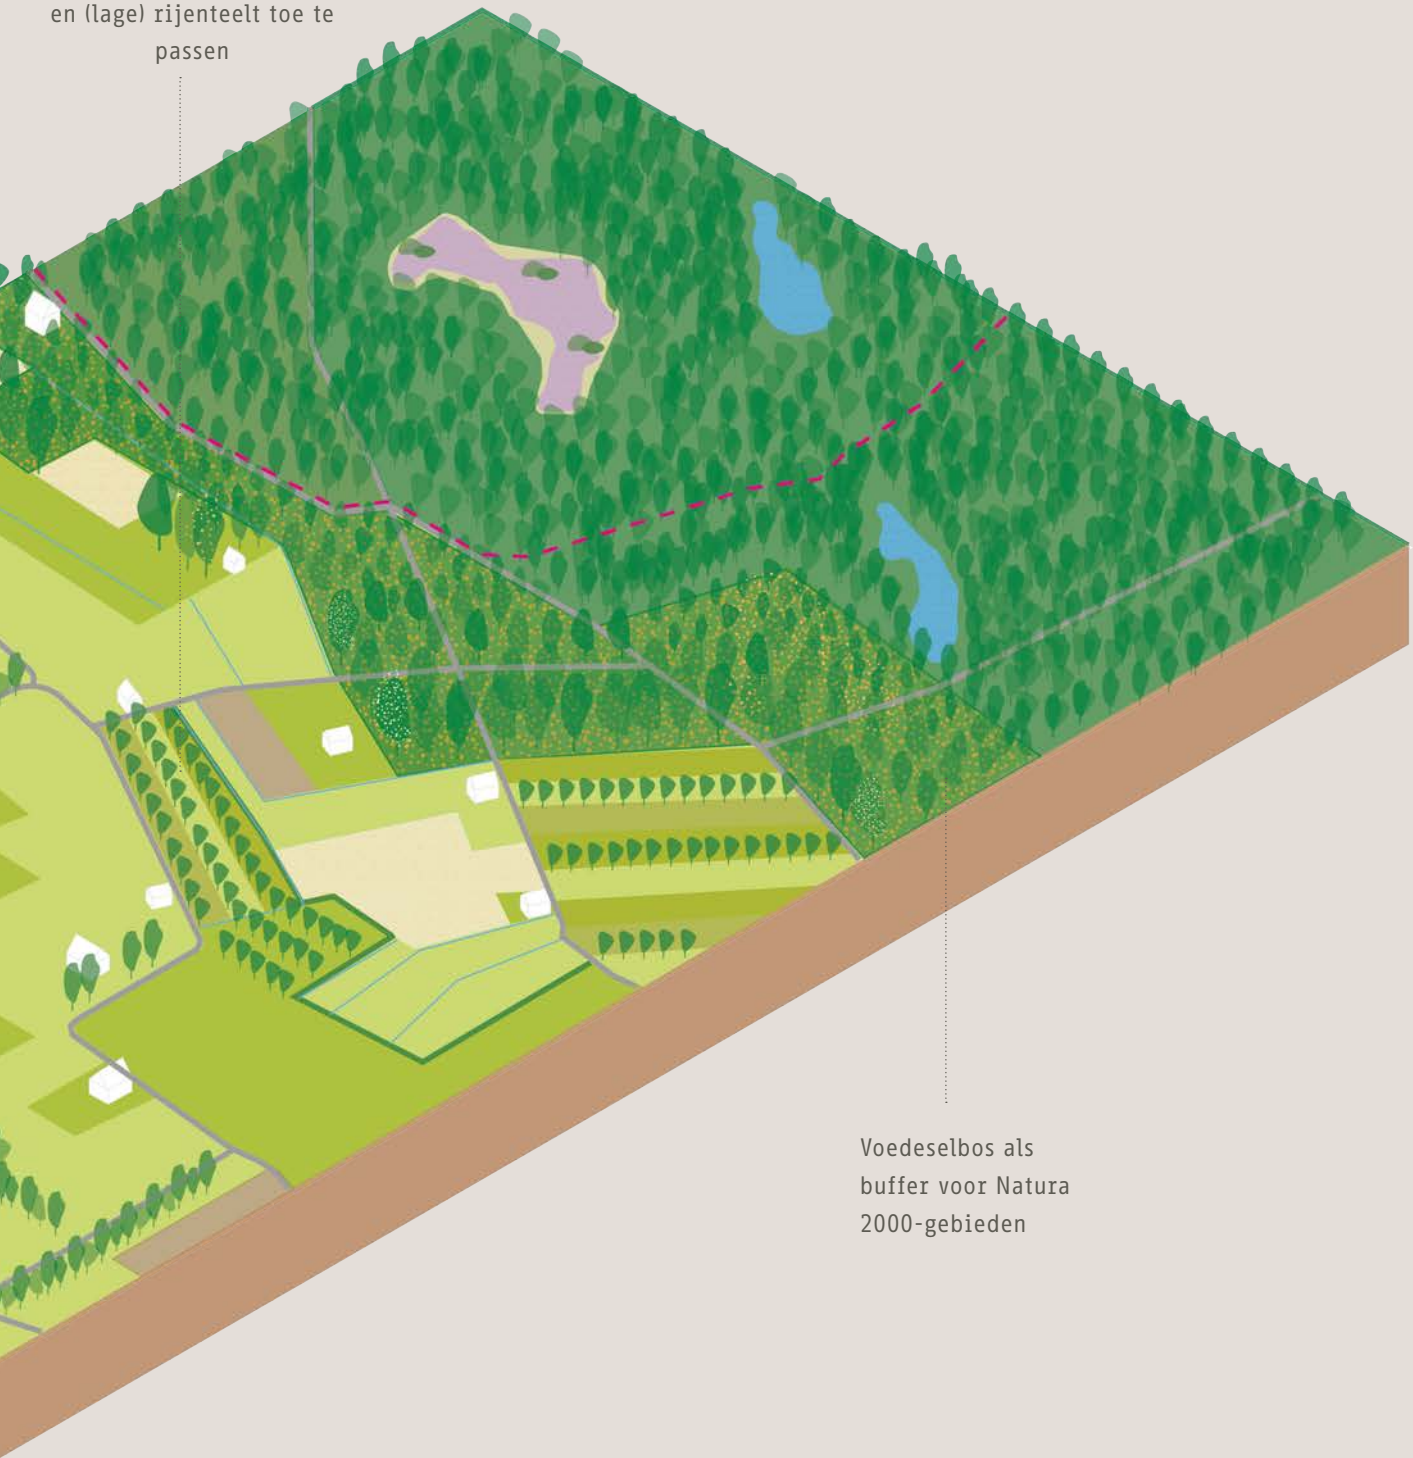 en (lage) rijenteelt toe te
passen
Voedeselbos als
buffer voor Natura
2000-gebieden